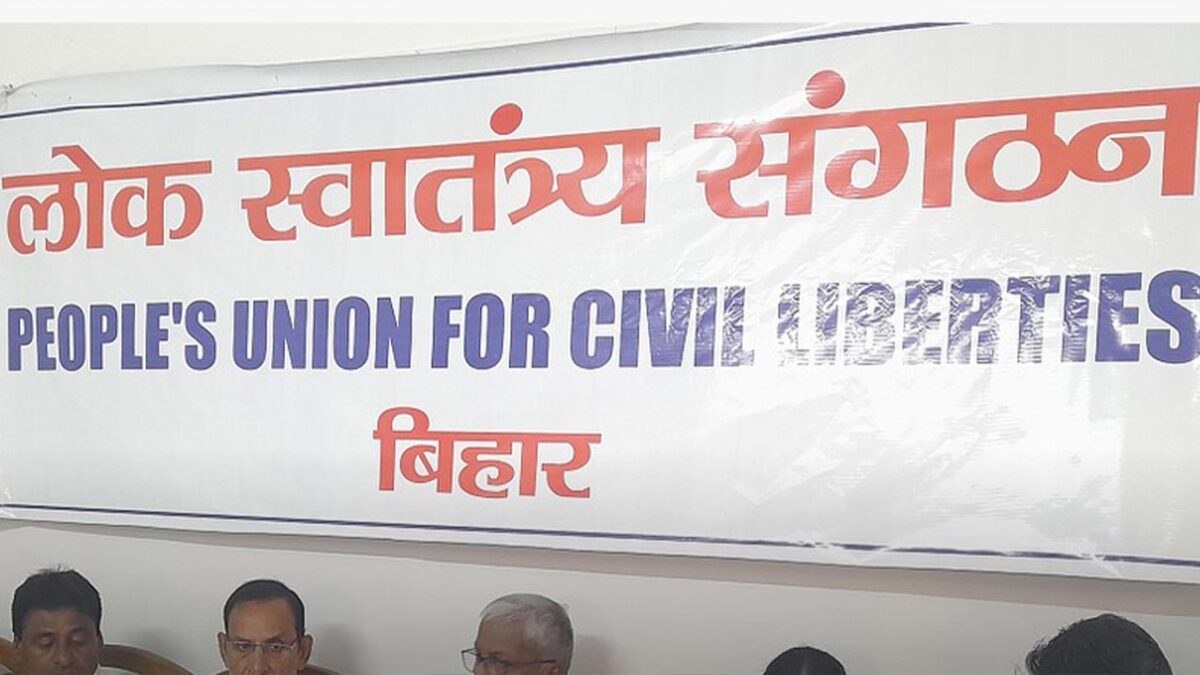 लोक स्वातंत्र्य संगठन
PEOPLE'S UNION FOR CIVIL LIBERTIES
बिहार